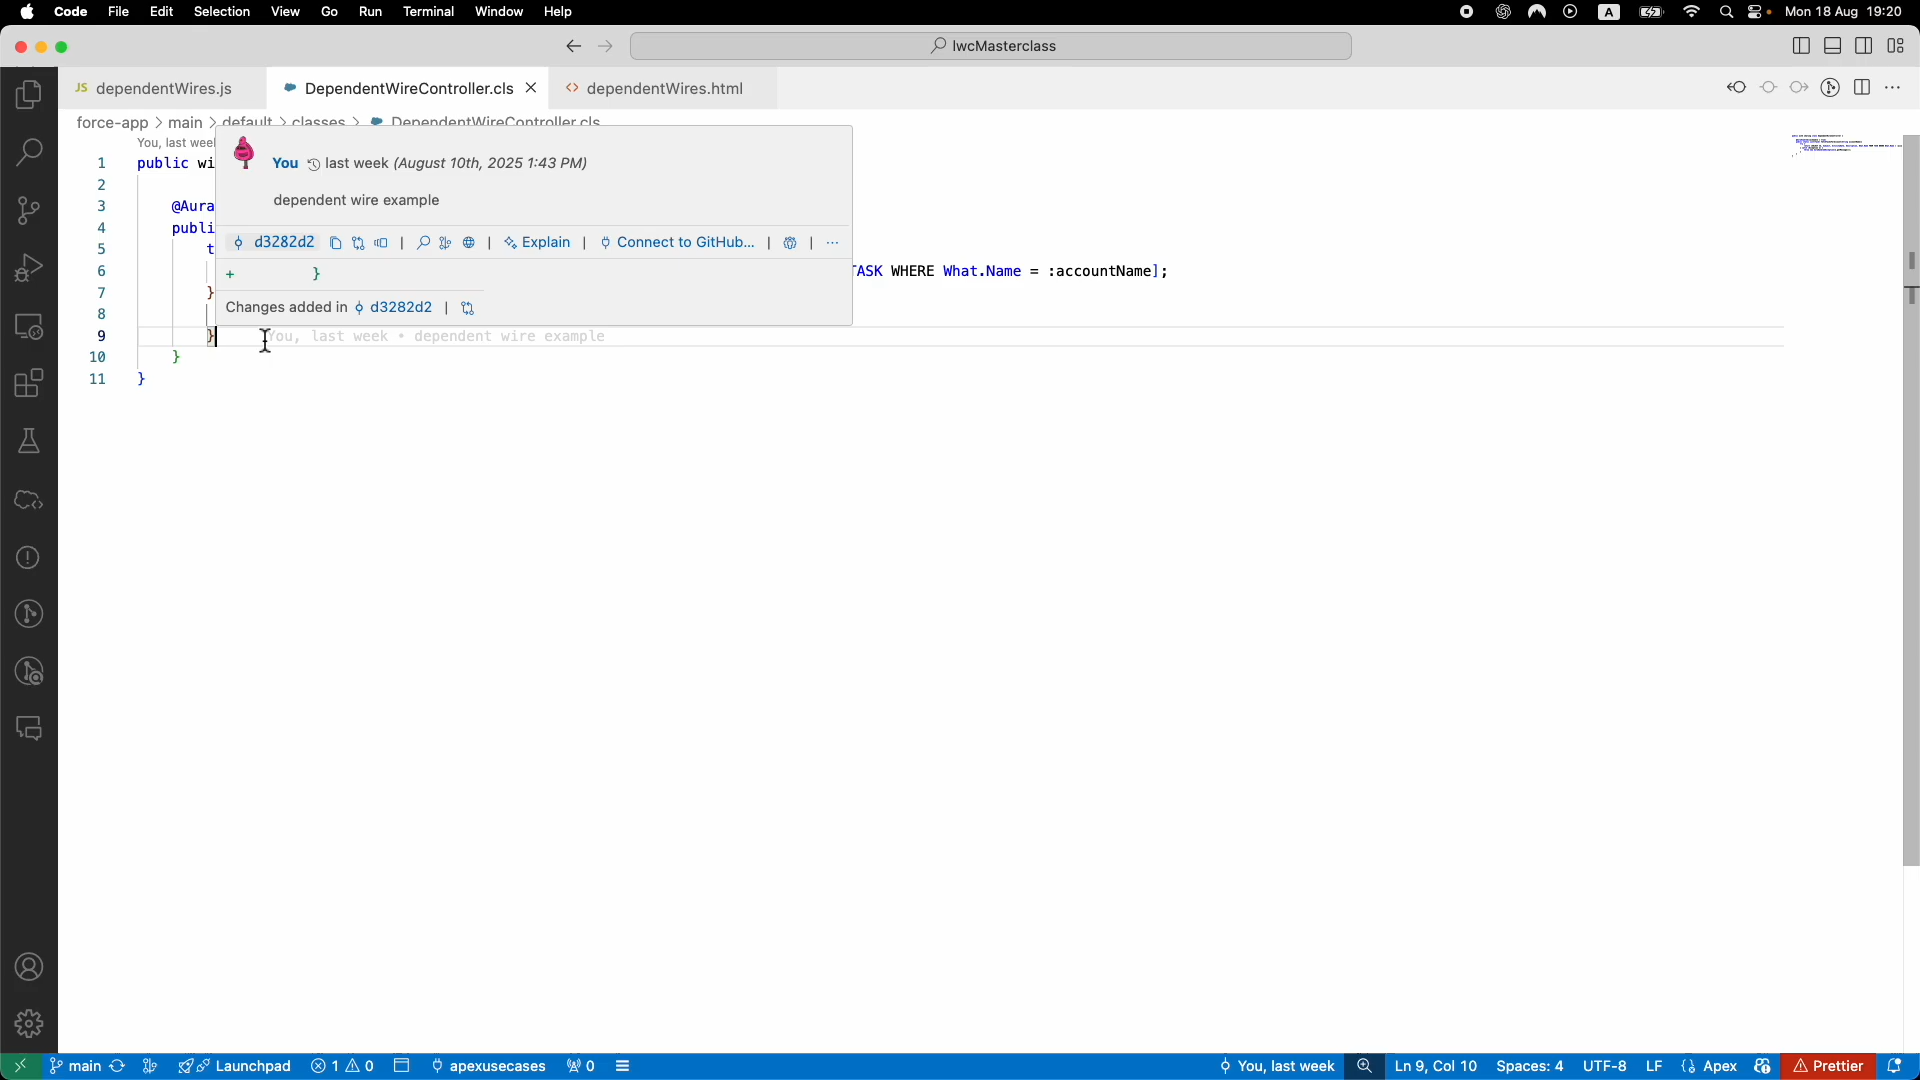 Code File Edit Selection View Go Run Terminal Window Help A Mon 18 Aug 19:20
lwcMasterclass
JS dependentWires.js DependentWireController.cls dependentWires.html
force-app > main > default > classes > DependentWireController.cls
You, last
1 public wi
You last week (August 10th, 2025 1:43 PM)
2
dependent wire example
3 @Aura
4 publi
d3282d2 | | Explain | Connect to GitHub... | | ...
5 t
6 TASK WHERE What.Name = :accountName];
+ }
7 }
8
Changes added in d3282d2 |
9 } You, last week • dependent wire example
10 }
11 }
main Launchpad 1 0 apexusecases 0 You, last week Ln 9, Col 10 Spaces: 4 UTF-8 LF {} Apex Prettier